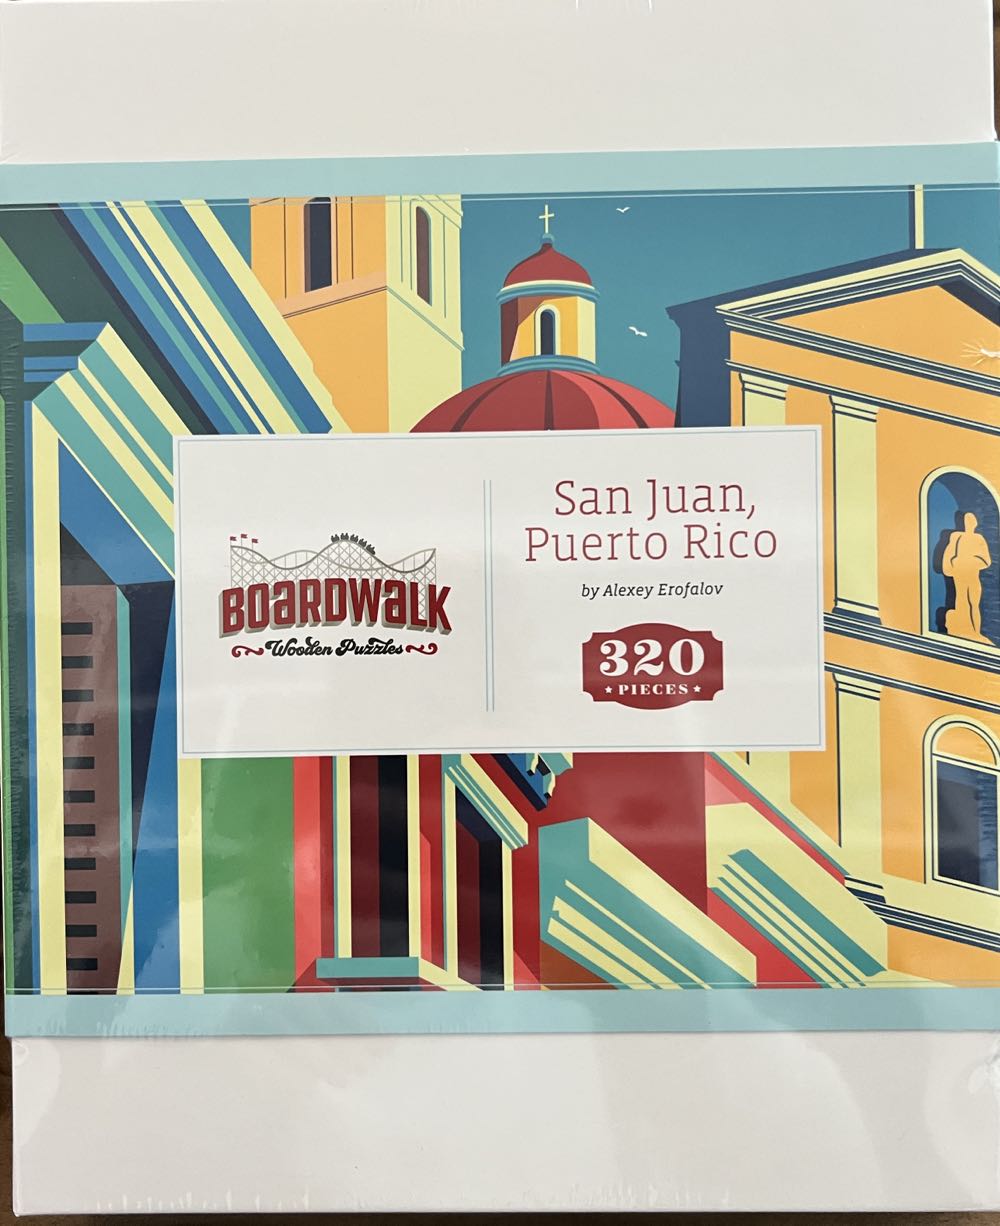 BOARDWALK
Wooden Puzzles
San Juan,
Puerto Rico
by Alexey Erofalov
320
PIECES